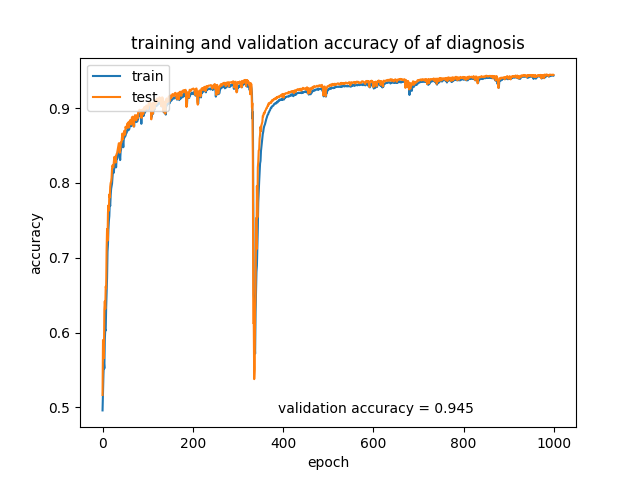 training and validation accuracy of af diagnosis
train
test
0.9
0.8
0.7
0.6
0.5
accuracy
validation accuracy = 0.945
0 200 400 600 800 1000
epoch